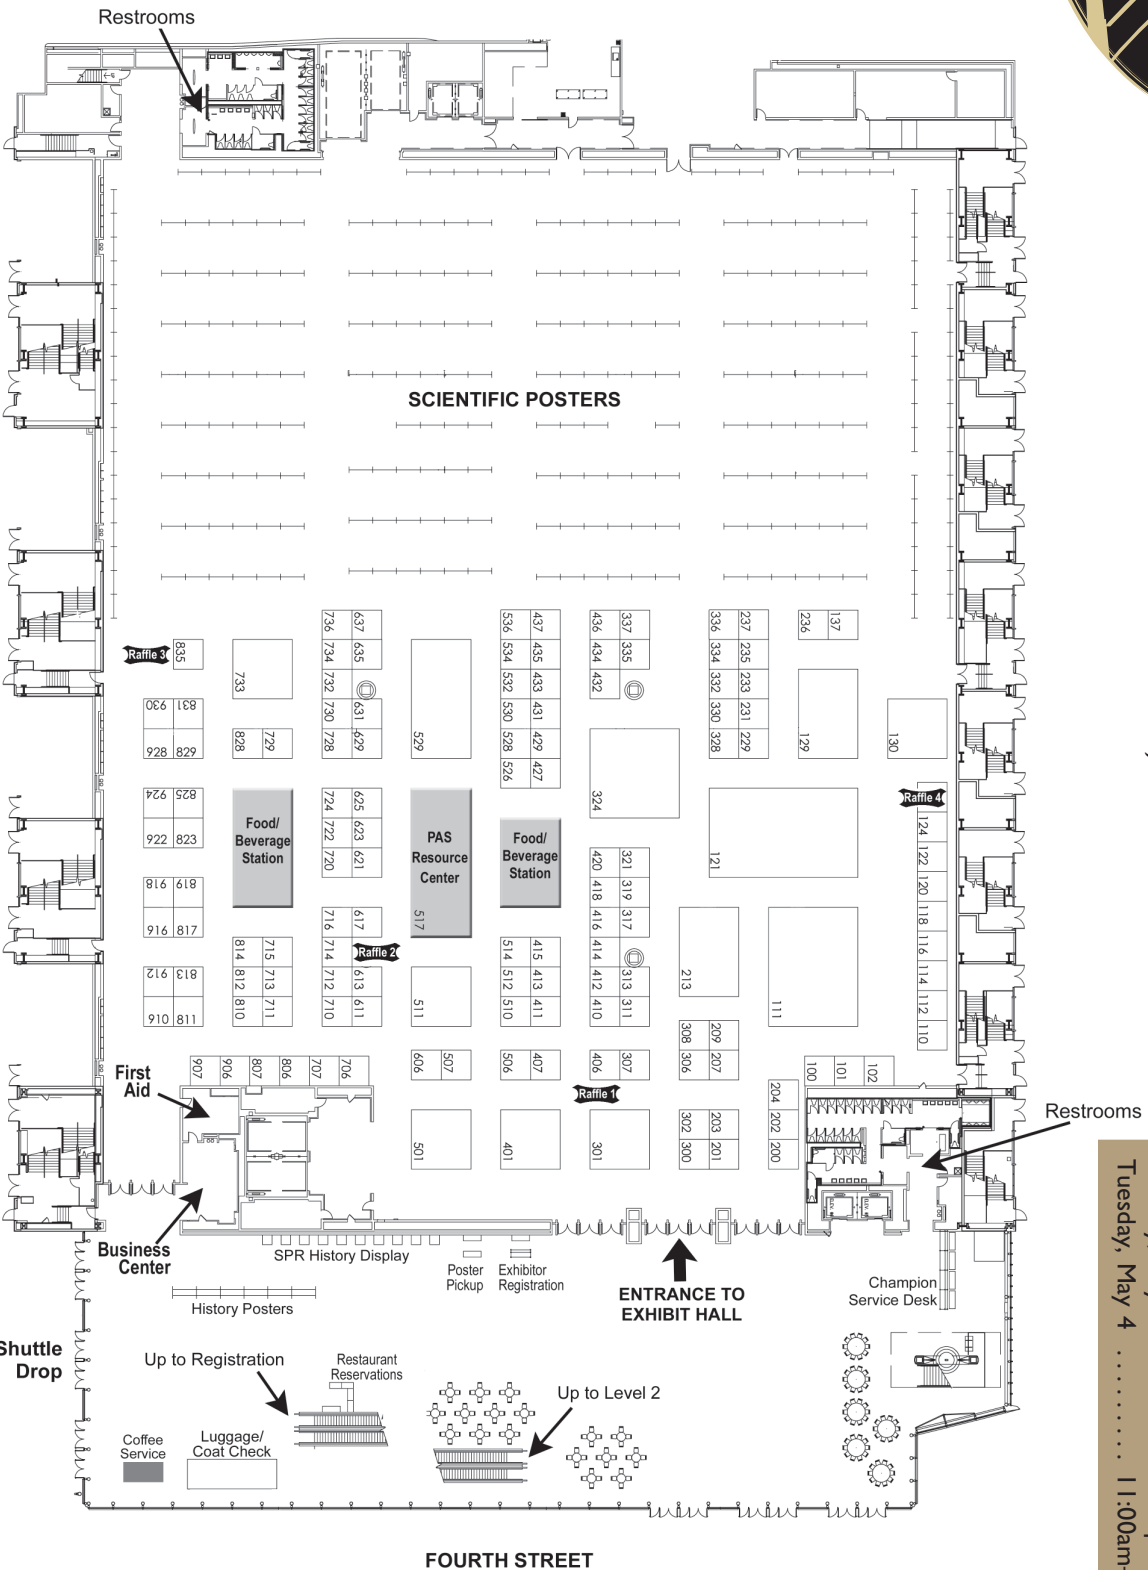 Restrooms
SCIENTIFIC POSTERS
736 637
734 635
732
730 631
728 629
536 437
534 435
532 433
530 431
528 429
526 427
436 337
434 335
432
336 237
334 235
332 233
330 231
328 229
236 137
Raffle 3
835
733
930 831
926 829
828 729
529
324
129
130
Raffle 4
924 825
922 823
Food/
Beverage
Station
724 625
722 623
720 621
PAS
Resource
Center
517
Food/
Beverage
Station
420 321
418 319
416 317
414
412 313
410 311
121
124
122
120
118
116
114
112
110
918 819
916 817
716 617
714
Raffle 2
712 613
710 611
814 715
812 713
810 711
514 415
512 413
510 411
912 813
910 811
511
213
111
308 209
306 207
606 507
506 407
406 307
Raffle 1
907 906 807 806 707 706
100 101 102
204
202
200
302 203
300 201
501
401
301
First
Aid
Restrooms
Business
Center
SPR History Display
Poster
Pickup
Exhibitor
Registration
ENTRANCE TO
EXHIBIT HALL
Champion
Service Desk
ELEV. ELEV.
History Posters
Shuttle
Drop
Up to Registration
Restaurant
Reservations
Up to Level 2
Coffee
Service
Luggage/
Coat Check
FOURTH STREET
Tuesday, May 4 . . . . . . . . . 11:00am-